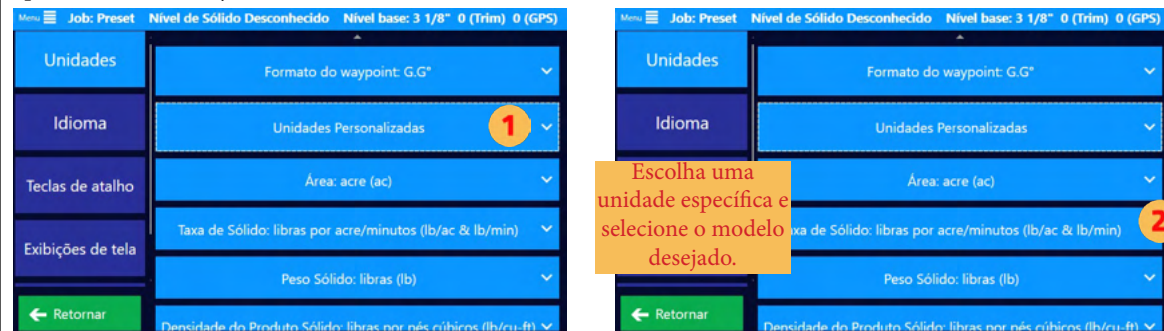 Menu Job: Preset Nível de Sólido Desconhecido Nível base: 3 1/8" 0 (Trim) 0 (GPS)
Unidades
Idioma
Teclas de atalho
Exibições de tela
Retornar
Formato do waypoint: G.G°
Unidades Personalizadas 1
Área: acre (ac)
Taxa de Sólido: libras por acre/minutos (lb/ac & lb/min)
Peso Sólido: libras (lb)
Densidade do Produto Sólido: libras por pés cúbicos (lb/cu-ft)
Menu Job: Preset Nível de Sólido Desconhecido Nível base: 3 1/8" 0 (Trim) 0 (GPS)
Unidades
Idioma
Escolha uma
unidade específica e
selecione o modelo
desejado.
Retornar
Formato do waypoint: G.G°
Unidades Personalizadas
Área: acre (ac)
de Sólido: libras por acre/minutos (lb/ac & lb/min) 2
Peso Sólido: libras (lb)
Densidade do Produto Sólido: libras por pés cúbicos (lb/cu-ft)